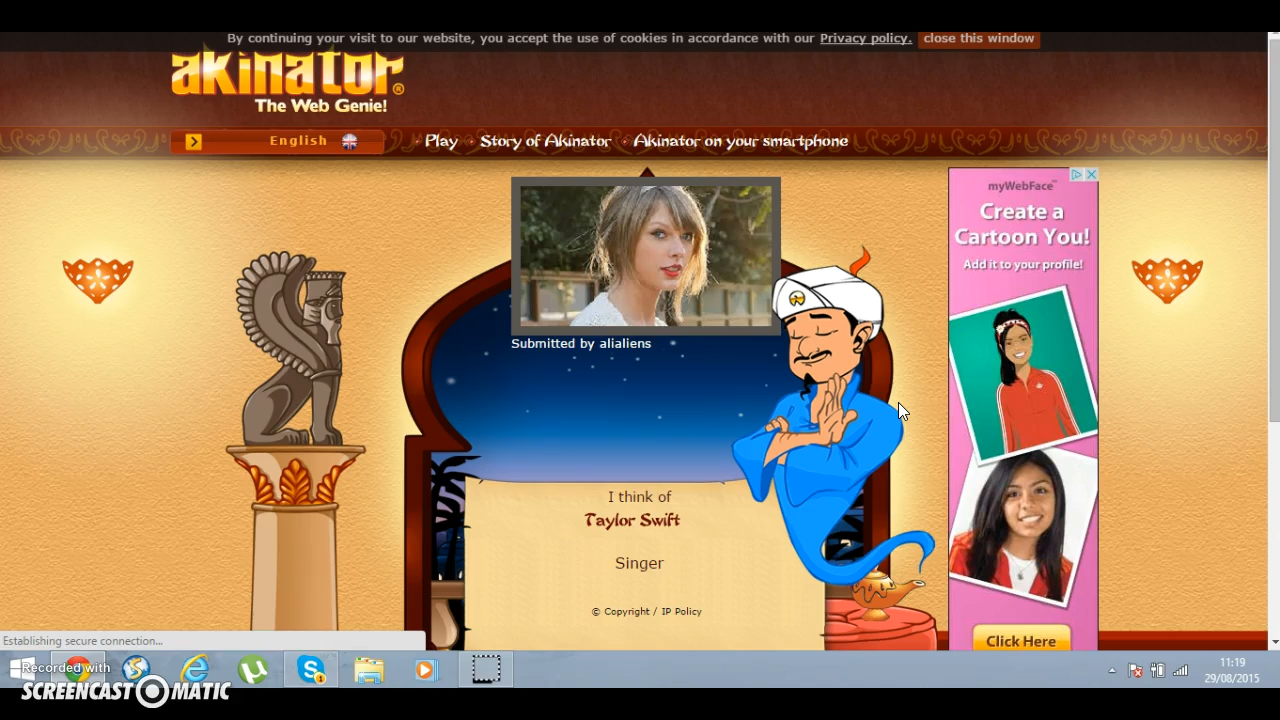 By continuing your visit to our website, you accept the use of cookies in accordance with our Privacy policy. close this window
akinator®
The Web Genie!
English
Play
Story of Akinator
Akinator on your smartphone
myWebFace™
Create a
Cartoon You!
Add it to your profile!
Submitted by alialiens
I think of
Taylor Swift
Singer
© Copyright / IP Policy
Click Here
Establishing secure connection...
Recorded with
SCREENCAST-O-MATIC
11:19
29/08/2015